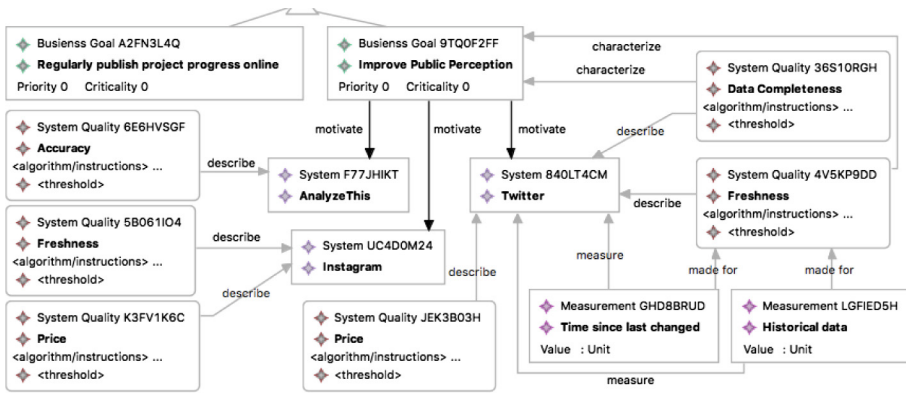 Busienss Goal A2FN3L4Q
Regularly publish project progress online
Priority 0 Criticality 0
Busienss Goal 9TQ0F2FF
Improve Public Perception
Priority 0 Criticality 0
characterize
characterize
System Quality 36S10RGH
Data Completeness
<algorithm/instructions> ...
<threshold>
System Quality 6E6HVSGF
Accuracy
<algorithm/instructions> ...
<threshold>
motivate
motivate
motivate
describe
describe
System F77JHIKT
AnalyzeThis
System 840LT4CM
Twitter
describe
System Quality 4V5KP9DD
Freshness
<algorithm/instructions> ...
<threshold>
System Quality 5B061IO4
Freshness
<algorithm/instructions> ...
<threshold>
describe
System UC4D0M24
Instagram
describe
measure
made for
made for
describe
System Quality K3FV1K6C
Price
<algorithm/instructions> ...
<threshold>
System Quality JEK3B03H
Price
<algorithm/instructions> ...
<threshold>
Measurement GHD8BRUD
Time since last changed
Value : Unit
Measurement LGFIED5H
Historical data
Value : Unit
measure